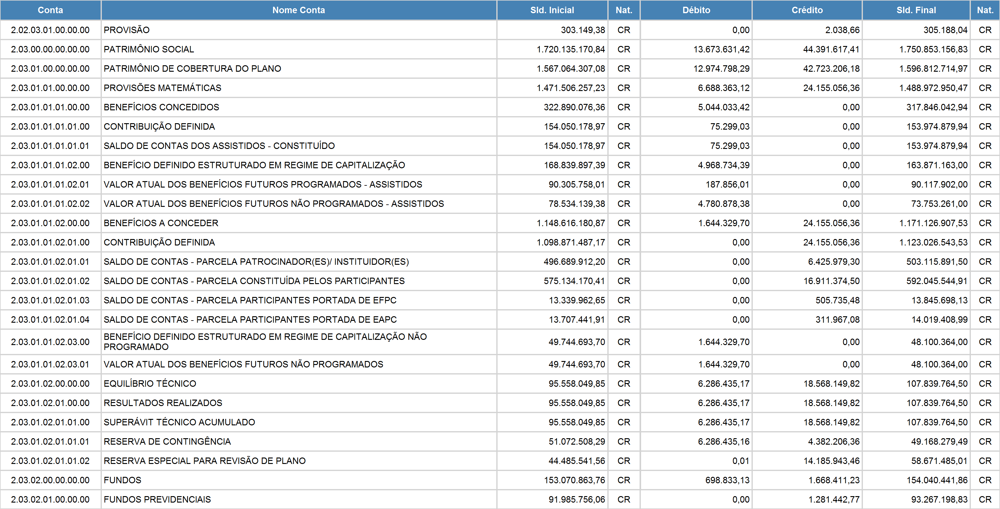 Conta Nome Conta Sld. Inicial Nat. Débito Crédito Sld. Final Nat.
2.02.03.01.00.00.00 PROVISÃO 303.149,38 CR 0,00 2.038,66 305.188,04 CR
2.03.00.00.00.00.00 PATRIMÔNIO SOCIAL 1.720.135.170,84 CR 13.673.631,42 44.391.617,41 1.750.853.156,83 CR
2.03.01.00.00.00.00 PATRIMÔNIO DE COBERTURA DO PLANO 1.567.064.307,08 CR 12.974.798,29 42.723.206,18 1.596.812.714,97 CR
2.03.01.01.00.00.00 PROVISÕES MATEMÁTICAS 1.471.506.257,23 CR 6.688.363,12 24.155.056,36 1.488.972.950,47 CR
2.03.01.01.01.00.00 BENEFÍCIOS CONCEDIDOS 322.890.076,36 CR 5.044.033,42 0,00 317.846.042,94 CR
2.03.01.01.01.01.00 CONTRIBUIÇÃO DEFINIDA 154.050.178,97 CR 75.299,03 0,00 153.974.879,94 CR
2.03.01.01.01.01.01 SALDO DE CONTAS DOS ASSISTIDOS - CONSTITUÍDO 154.050.178,97 CR 75.299,03 0,00 153.974.879,94 CR
2.03.01.01.01.02.00 BENEFÍCIO DEFINIDO ESTRUTURADO EM REGIME DE CAPITALIZAÇÃO 168.839.897,39 CR 4.968.734,39 0,00 163.871.163,00 CR
2.03.01.01.01.02.01 VALOR ATUAL DOS BENEFÍCIOS FUTUROS PROGRAMADOS - ASSISTIDOS 90.305.758,01 CR 187.856,01 0,00 90.117.902,00 CR
2.03.01.01.01.02.02 VALOR ATUAL DOS BENEFÍCIOS FUTUROS NÃO PROGRAMADOS - ASSISTIDOS 78.534.139,38 CR 4.780.878,38 0,00 73.753.261,00 CR
2.03.01.01.02.00.00 BENEFÍCIOS A CONCEDER 1.148.616.180,87 CR 1.644.329,70 24.155.056,36 1.171.126.907,53 CR
2.03.01.01.02.01.00 CONTRIBUIÇÃO DEFINIDA 1.098.871.487,17 CR 0,00 24.155.056,36 1.123.026.543,53 CR
2.03.01.01.02.01.01 SALDO DE CONTAS - PARCELA PATROCINADOR(ES)/ INSTITUIDOR(ES) 496.689.912,20 CR 0,00 6.425.979,30 503.115.891,50 CR
2.03.01.01.02.01.02 SALDO DE CONTAS - PARCELA CONSTITUÍDA PELOS PARTICIPANTES 575.134.170,41 CR 0,00 16.911.374,50 592.045.544,91 CR
2.03.01.01.02.01.03 SALDO DE CONTAS - PARCELA PARTICIPANTES PORTADA DE EFPC 13.339.962,65 CR 0,00 505.735,48 13.845.698,13 CR
2.03.01.01.02.01.04 SALDO DE CONTAS - PARCELA PARTICIPANTES PORTADA DE EAPC 13.707.441,91 CR 0,00 311.967,08 14.019.408,99 CR
2.03.01.01.02.03.00 BENEFÍCIO DEFINIDO ESTRUTURADO EM REGIME DE CAPITALIZAÇÃO NÃO
PROGRAMADO 49.744.693,70 CR 1.644.329,70 0,00 48.100.364,00 CR
2.03.01.01.02.03.01 VALOR ATUAL DOS BENEFÍCIOS FUTUROS NÃO PROGRAMADOS 49.744.693,70 CR 1.644.329,70 0,00 48.100.364,00 CR
2.03.01.02.00.00.00 EQUILÍBRIO TÉCNICO 95.558.049,85 CR 6.286.435,17 18.568.149,82 107.839.764,50 CR
2.03.01.02.01.00.00 RESULTADOS REALIZADOS 95.558.049,85 CR 6.286.435,17 18.568.149,82 107.839.764,50 CR
2.03.01.02.01.01.00 SUPERÁVIT TÉCNICO ACUMULADO 95.558.049,85 CR 6.286.435,17 18.568.149,82 107.839.764,50 CR
2.03.01.02.01.01.01 RESERVA DE CONTINGÊNCIA 51.072.508,29 CR 6.286.435,16 4.382.206,36 49.168.279,49 CR
2.03.01.02.01.01.02 RESERVA ESPECIAL PARA REVISÃO DE PLANO 44.485.541,56 CR 0,01 14.185.943,46 58.671.485,01 CR
2.03.02.00.00.00.00 FUNDOS 153.070.863,76 CR 698.833,13 1.668.411,23 154.040.441,86 CR
2.03.02.01.00.00.00 FUNDOS PREVIDENCIAIS 91.985.756,06 CR 0,00 1.281.442,77 93.267.198,83 CR